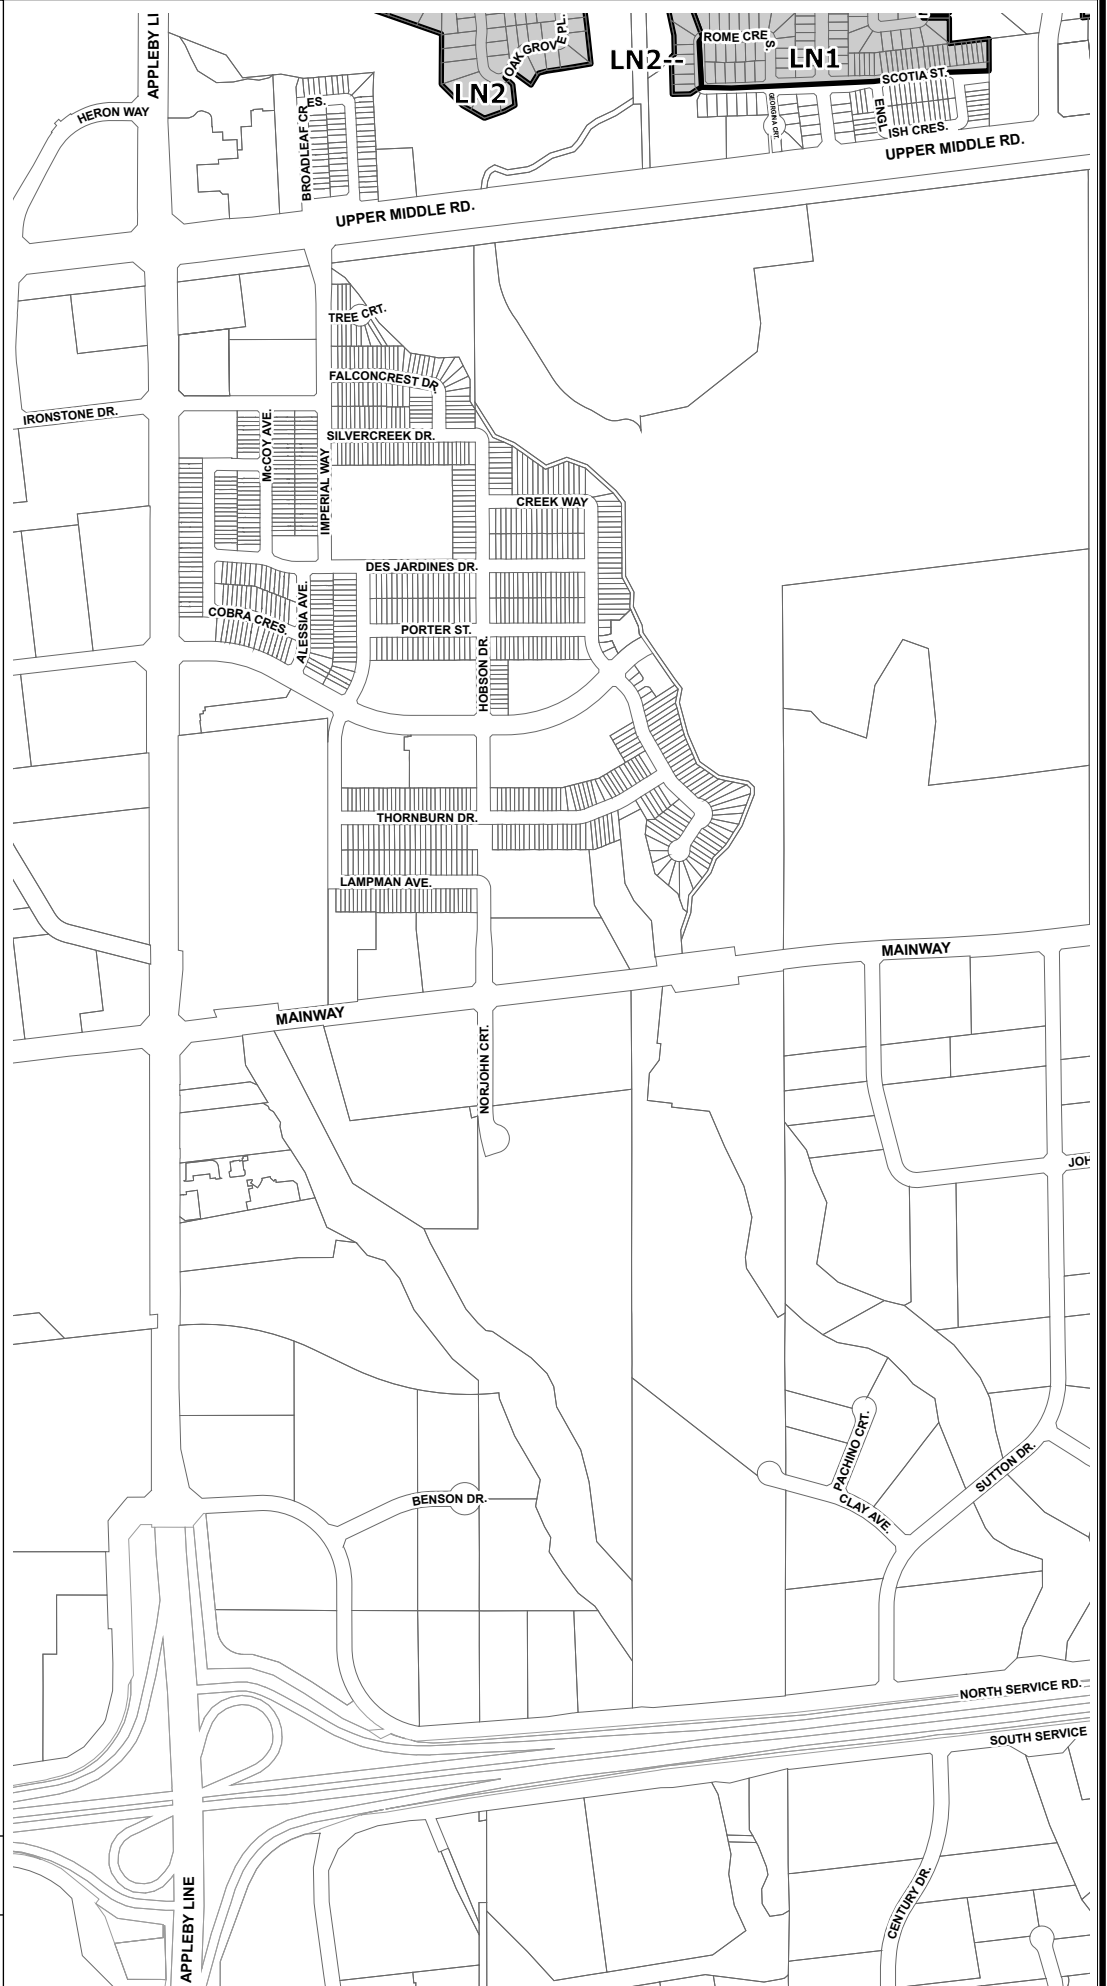 APPLEBY LI
OAK GROVE PL.
LN2
LN2--
ROME CRES.
LN1
SCOTIA ST.
HERON WAY
BROADLEAF CRES.
GEORGINA CRT.
ENGLISH CRES.
UPPER MIDDLE RD.
UPPER MIDDLE RD.
TREE CRT.
FALCONCREST DR.
IRONSTONE DR.
McCOY AVE.
SILVERCREEK DR.
IMPERIAL WAY
CREEK WAY
DES JARDINES DR.
COBRA CRES.
ALESSIA AVE.
PORTER ST.
HOBSON DR.
THORNBURN DR.
LAMPMAN AVE.
MAINWAY
MAINWAY
NORJOHN CRT.
JOH
PACHINO CRT.
SUTTON DR.
BENSON DR.
CLAY AVE.
NORTH SERVICE RD.
SOUTH SERVICE
CENTURY DR.
APPLEBY LINE